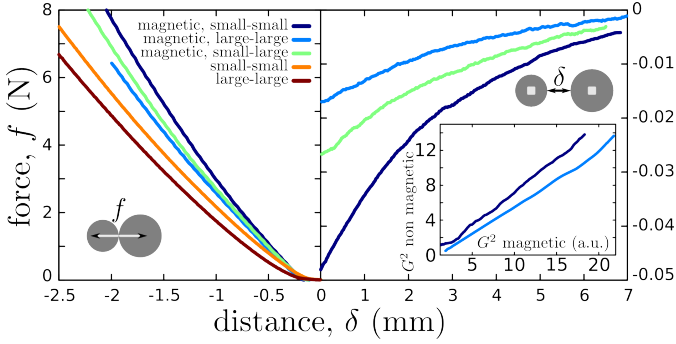 8
6
4
2
0
force, f (N)
magnetic, small-small
magnetic, large-large
magnetic, small-large
small-small
large-large
f
-2.5 -2 -1.5 -1 -0.5 0 1 2 3 4 5 6 7
distance, δ (mm)
0
-0.01
-0.02
-0.03
-0.04
-0.05
δ
12
8
4
0
G² non magnetic
G² magnetic (a.u.)
5 10 15 20